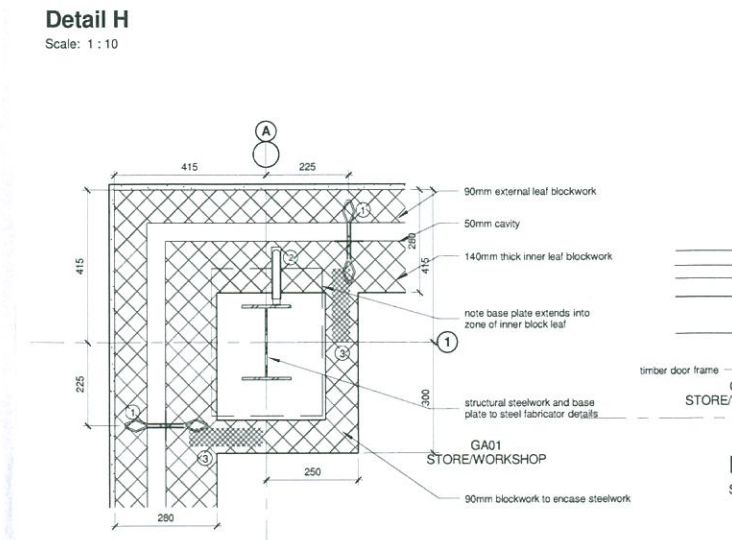 Detail H
Scale: 1 : 10
A
415
225
90mm external leaf blockwork
1
50mm cavity
280
415
2
140mm thick inner leaf blockwork
415
note base plate extends into
zone of inner block leaf
1
3
timber door frame
225
300
structural steelwork and base
plate to steel fabricator details
STORE/
1
GA01
STORE/WORKSHOP
3
250
90mm blockwork to encase steelwork
280